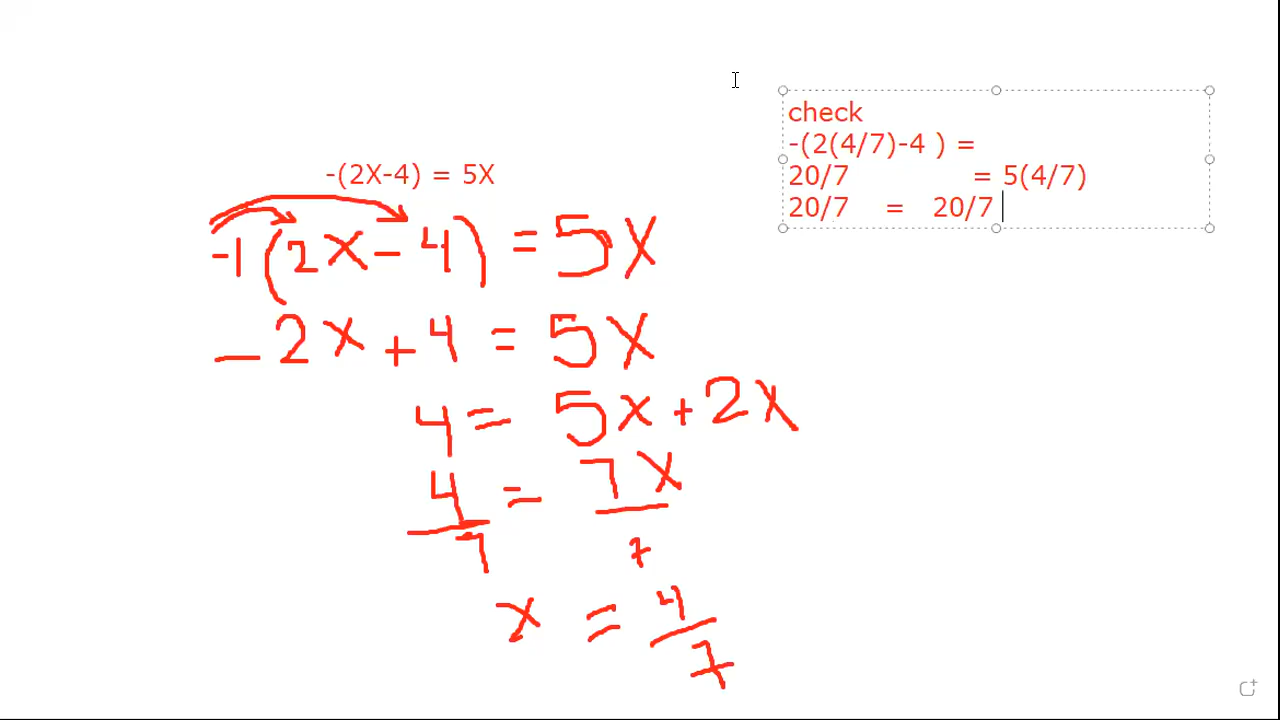 check
-(2(4/7)-4 ) =
20/7 = 5(4/7)
20/7 = 20/7
-(2X-4) = 5X
-1(2x-4) = 5X
-2x+4 = 5X
4 = 5x+2x
4/7 = 7x/7
x = 4/7